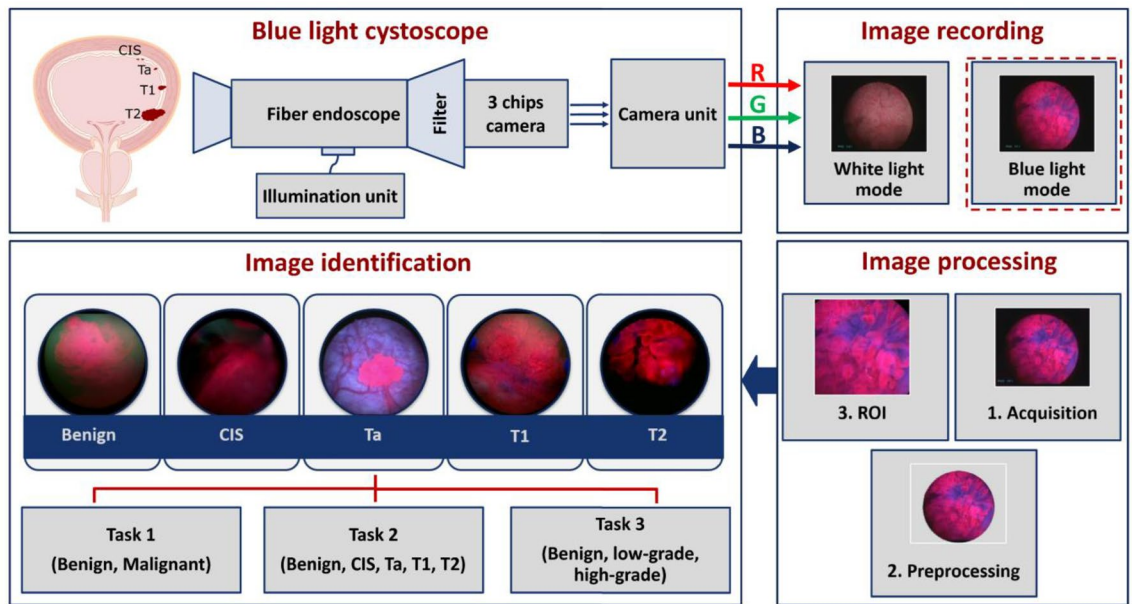 Blue light cystoscope
CIS
Ta
T1
T2
Fiber endoscope
Filter
3 chips
camera
Camera unit
Illumination unit
R
G
B
Image recording
White light
mode
Blue light
mode
Image identification
Benign
CIS
Ta
T1
T2
Task 1
(Benign, Malignant)
Task 2
(Benign, CIS, Ta, T1, T2)
Task 3
(Benign, low-grade,
high-grade)
Image processing
3. ROI
1. Acquisition
2. Preprocessing